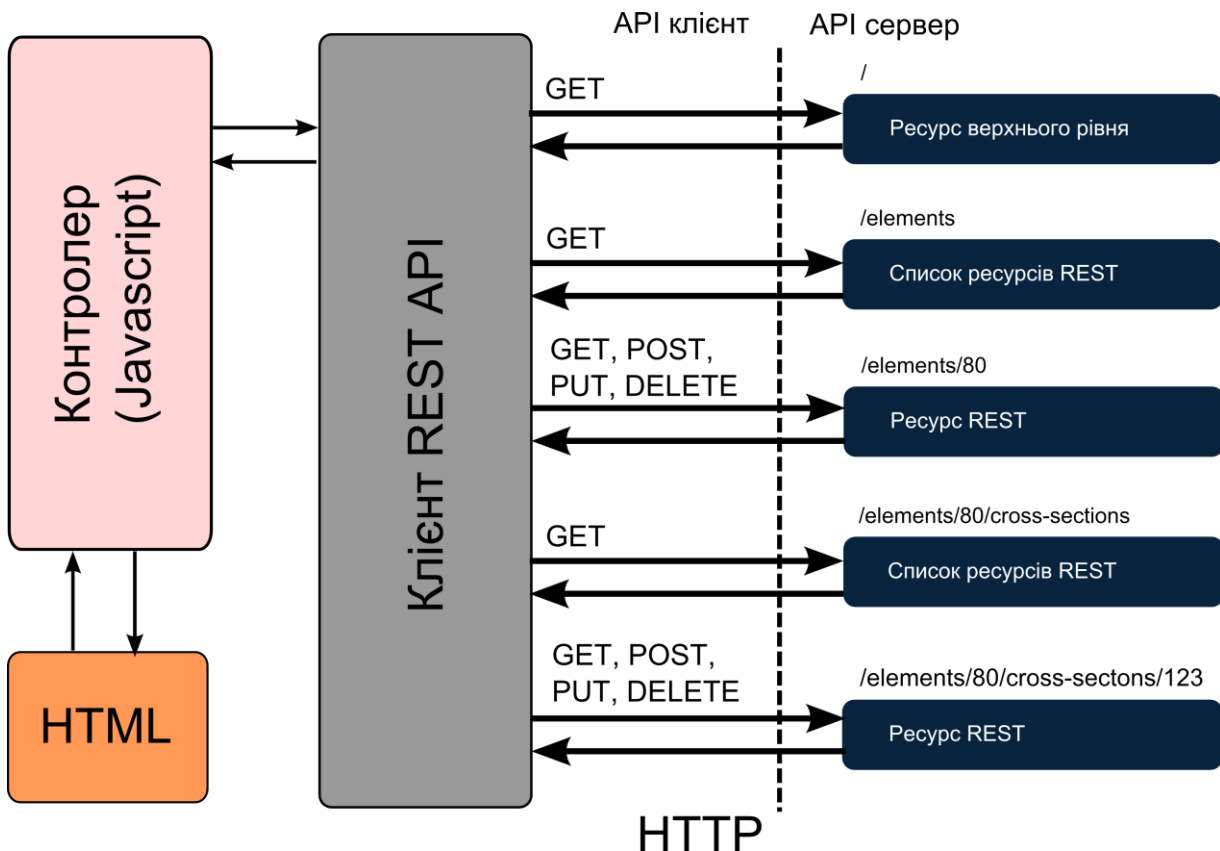 API клієнт
API сервер
Контролер
(Javascript)
HTML
Клієнт REST API
GET
/
Ресурс верхнього рівня
GET
/elements
Список ресурсів REST
GET, POST,
PUT, DELETE
/elements/80
Ресурс REST
GET
/elements/80/cross-sections
Список ресурсів REST
GET, POST,
PUT, DELETE
/elements/80/cross-sectons/123
Ресурс REST
HTTP